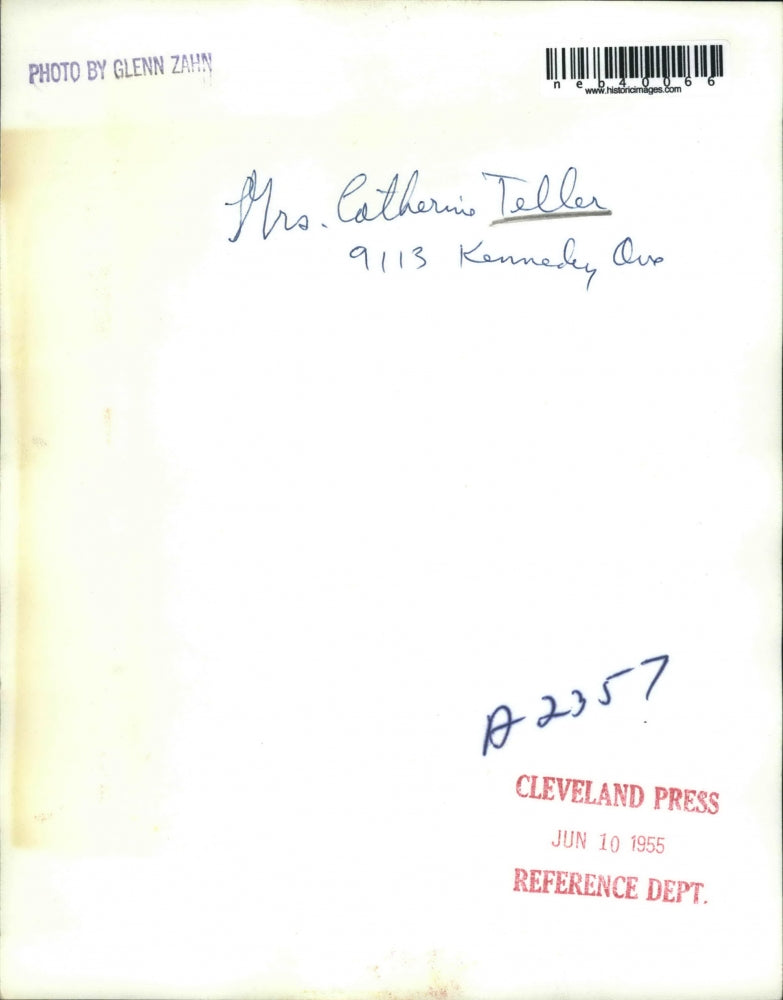 PHOTO BY GLENN ZAHN
neb40066
www.historicimages.com
Mrs. Catherine Teller
9113 Kennedy Ave
A2357
CLEVELAND PRESS
JUN 10 1955
REFERENCE DEPT.